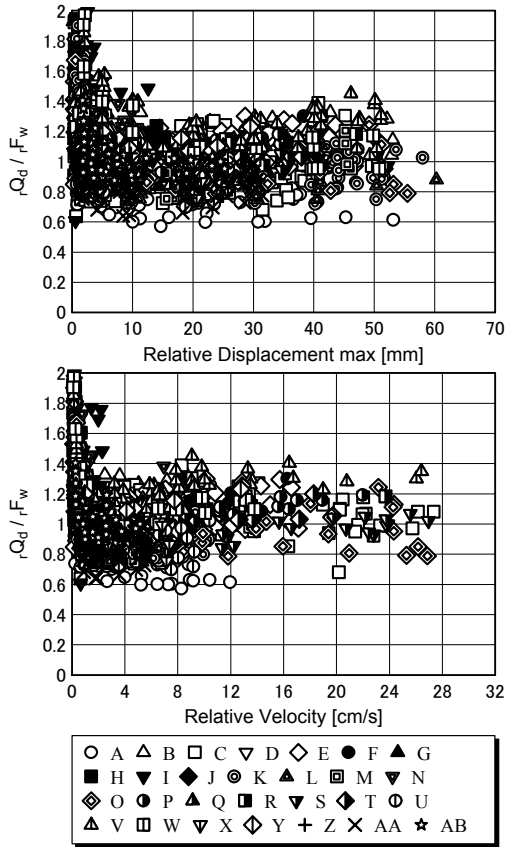 2
1.8
1.6
1.4
1.2
1
0.8
0.6
0.4
0.2
0
rQd / rFw
0 10 20 30 40 50 60 70
Relative Displacement max [mm]
2
1.8
1.6
1.4
1.2
1
0.8
0.6
0.4
0.2
0
rQd / rFw
0 4 8 12 16 20 24 28 32
Relative Velocity [cm/s]
A B C D E F G
H I J K L M N
O P Q R S T U
V W X Y Z AA AB